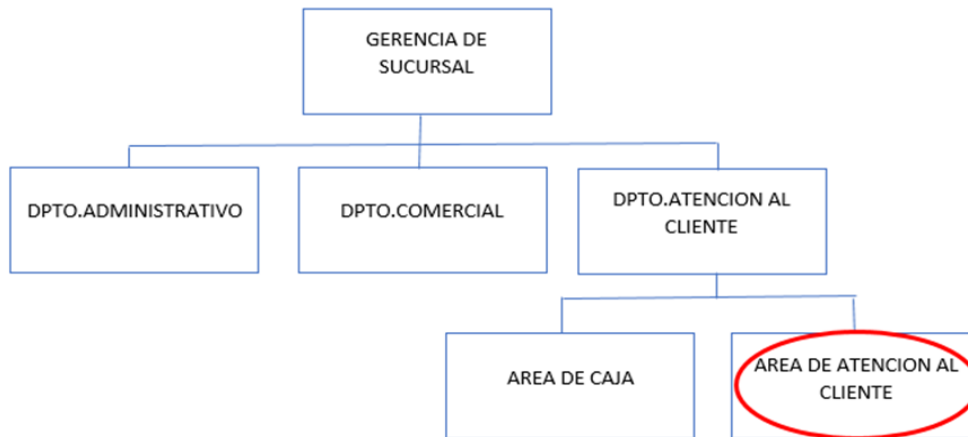 GERENCIA DE
SUCURSAL
DPTO.ADMINISTRATIVO
DPTO.COMERCIAL
DPTO.ATENCION AL
CLIENTE
AREA DE CAJA
AREA DE ATENCION AL
CLIENTE